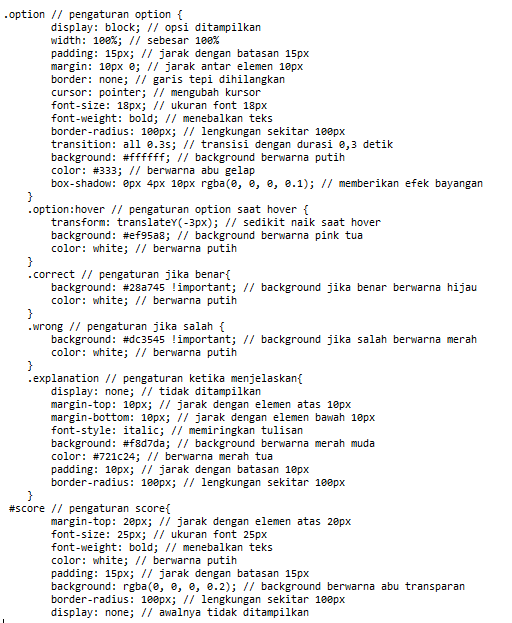 .option // pengaturan option {
display: block; // opsi ditampilkan
width: 100%; // sebesar 100%
padding: 15px; // jarak dengan batasan 15px
margin: 10px 0; // jarak antar elemen 10px
border: none; // garis tepi dihilangkan
cursor: pointer; // mengubah kursor
font-size: 18px; // ukuran font 18px
font-weight: bold; // menebalkan teks
border-radius: 100px; // lengkungan sekitar 100px
transition: all 0.3s; // transisi dengan durasi 0,3 detik
background: #ffffff; // background berwarna putih
color: #333; // berwarna abu gelap
box-shadow: 0px 4px 10px rgba(0, 0, 0, 0.1); // memberikan efek bayangan
}
.option:hover // pengaturan option saat hover {
transform: translateY(-3px); // sedikit naik saat hover
background: #ef95a8; // background berwarna pink tua
color: white; // berwarna putih
}
.correct // pengaturan jika benar{
background: #28a745 !important; // background jika benar berwarna hijau
color: white; // berwarna putih
}
.wrong // pengaturan jika salah {
background: #dc3545 !important; // background jika salah berwarna merah
color: white; // berwarna putih
}
.explanation // pengaturan ketika menjelaskan{
display: none; // tidak ditampilkan
margin-top: 10px; // jarak dengan elemen atas 10px
margin-bottom: 10px; // jarak dengan elemen bawah 10px
font-style: italic; // memiringkan tulisan
background: #f8d7da; // background berwarna merah muda
color: #721c24; // berwarna merah tua
padding: 10px; // jarak dengan batasan 10px
border-radius: 100px; // lengkungan sekitar 100px
}
#score // pengaturan score{
margin-top: 20px; // jarak dengan elemen atas 20px
font-size: 25px; // ukuran font 25px
font-weight: bold; // menebalkan teks
color: white; // berwarna putih
padding: 15px; // jarak dengan batasan 15px
background: rgba(0, 0, 0, 0.2); // background berwarna abu transparan
border-radius: 100px; // lengkungan sekitar 100px
display: none; // awalnya tidak ditampilkan